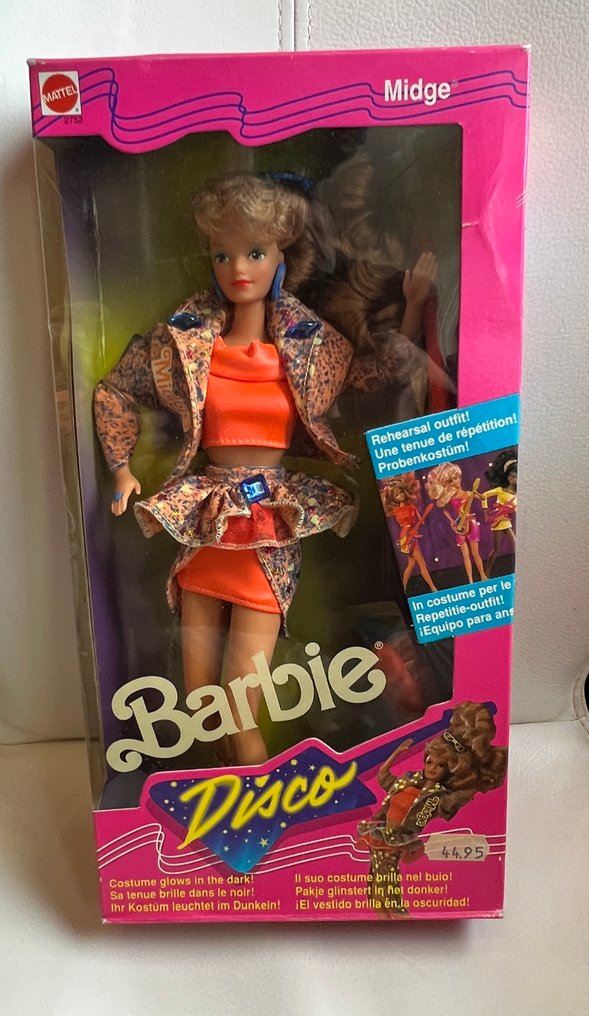 MATTEL
2752
Midge
Rehearsal outfit!
Une tenue de répétition!
Probenkostüm!
In costume per le
Repetitie-outfit!
¡Equipo para ans
Barbie®
Disco
44.95
Costume glows in the dark!
Sa tenue brille dans le noir!
Ihr Kostüm leuchtet im Dunkeln!
Il suo costume brilla nel buio!
Pakje glinstert in het donker!
¡El vestido brilla en la oscuridad!